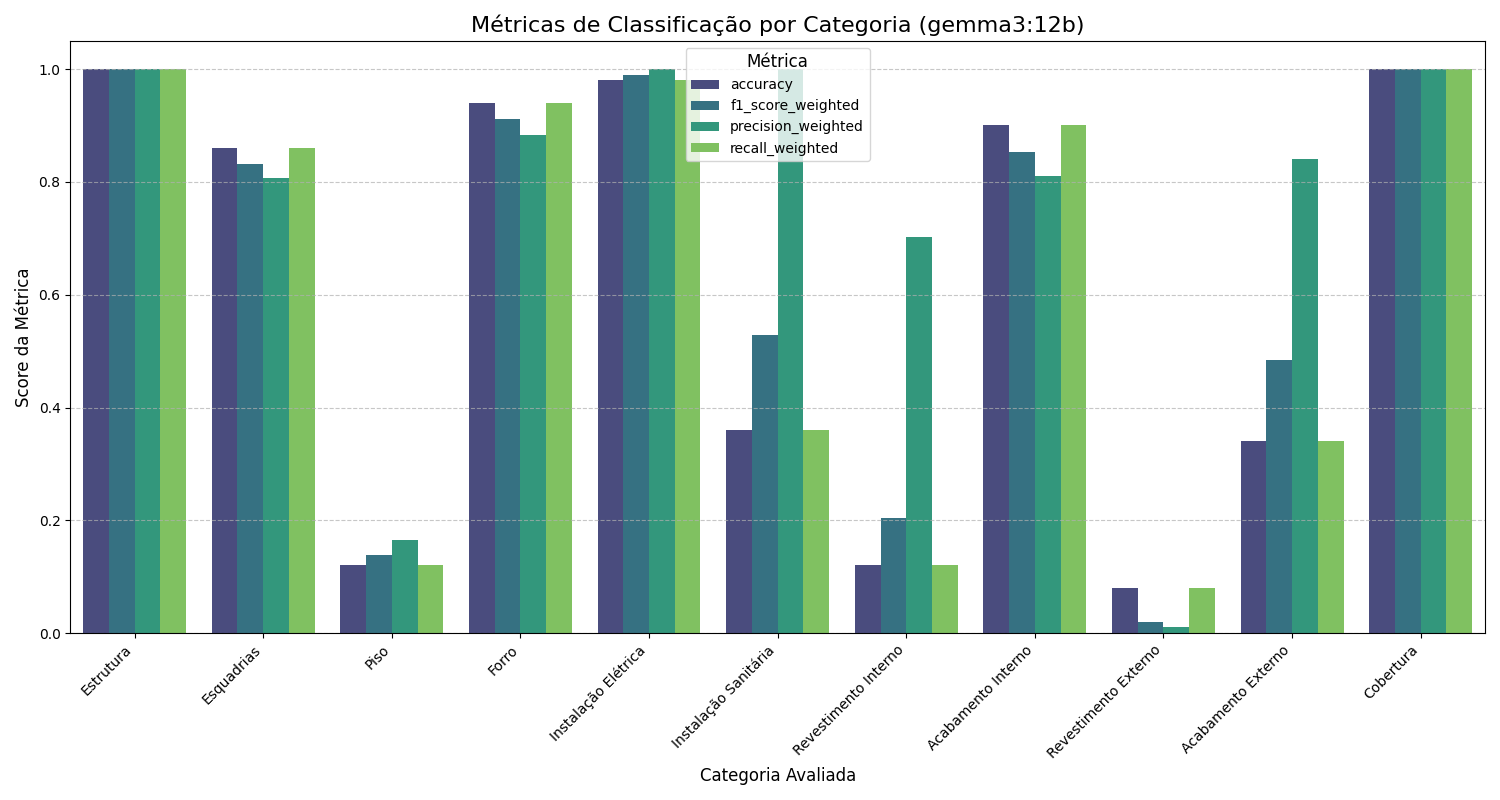 Métricas de Classificação por Categoria (gemma3:12b)
Métrica
accuracy
f1_score_weighted
precision_weighted
recall_weighted
Score da Métrica
1.0
0.8
0.6
0.4
0.2
0.0
Estrutura
Esquadrias
Piso
Forro
Instalação Elétrica
Instalação Sanitária
Revestimento Interno
Acabamento Interno
Revestimento Externo
Acabamento Externo
Cobertura
Categoria Avaliada